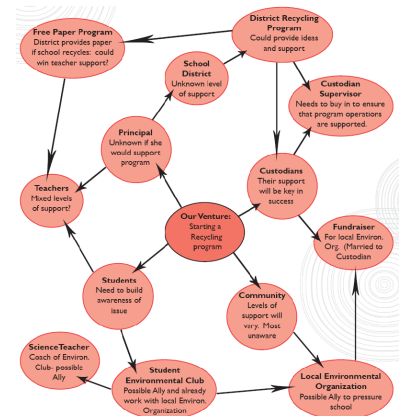 District Recycling
Program
Could provide ideas
and support
Free Paper Program
District provides paper
if school recycles: could
win teacher support?
School
District
Unknown level
of support
Custodian
Supervisor
Needs to buy in to ensure
that program operations
are supported.
Principal
Unknown if she
would support
program
Custodians
Their support
will be key in
success
Teachers
Mixed levels
of support?
Our Venture:
Starting a
Recycling
program
Fundraiser
For local Environ.
Org. (Married to
Custodian
Students
Need to build
awareness of
issue
Community
Levels of
support will
vary. Most
unaware
Science Teacher
Coach of Environ.
Club- possible
Ally
Student
Environmental Club
Possible Ally and already
work with local Environ.
Organization
Local Environmental
Organization
Possible Ally to pressure
school